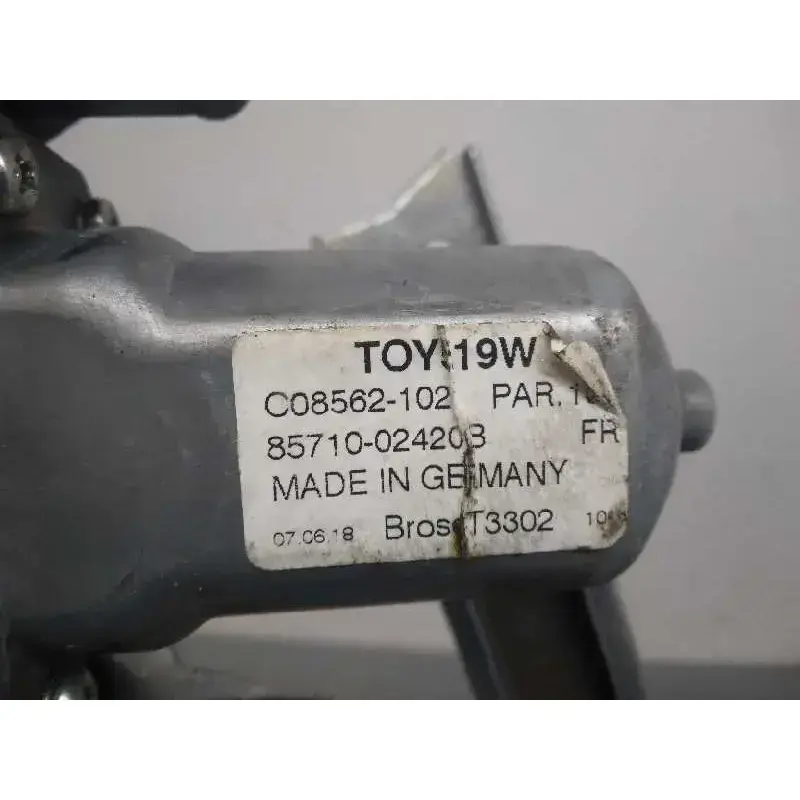 TOY 19W
C08562-102 PAR.
85710-02420B FR
MADE IN GERMANY
07.06.18 Brose T3302